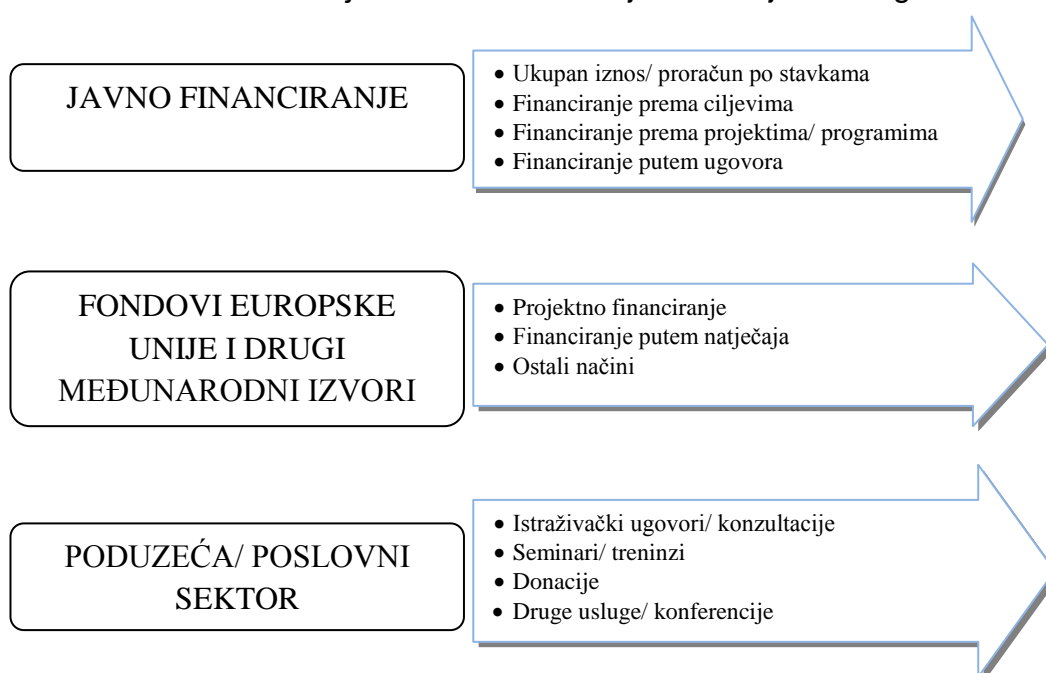 JAVNO FINANCIRANJE
• Ukupan iznos/ proračun po stavkama
• Financiranje prema ciljevima
• Financiranje prema projektima/ programima
• Financiranje putem ugovora
FONDOVI EUROPSKE
UNIJE I DRUGI
MEĐUNARODNI IZVORI
• Projektno financiranje
• Financiranje putem natječaja
• Ostali načini
PODUZEĆA/ POSLOVNI
SEKTOR
• Istraživački ugovori/ konzultacije
• Seminari/ treninzi
• Donacije
• Druge usluge/ konferencije